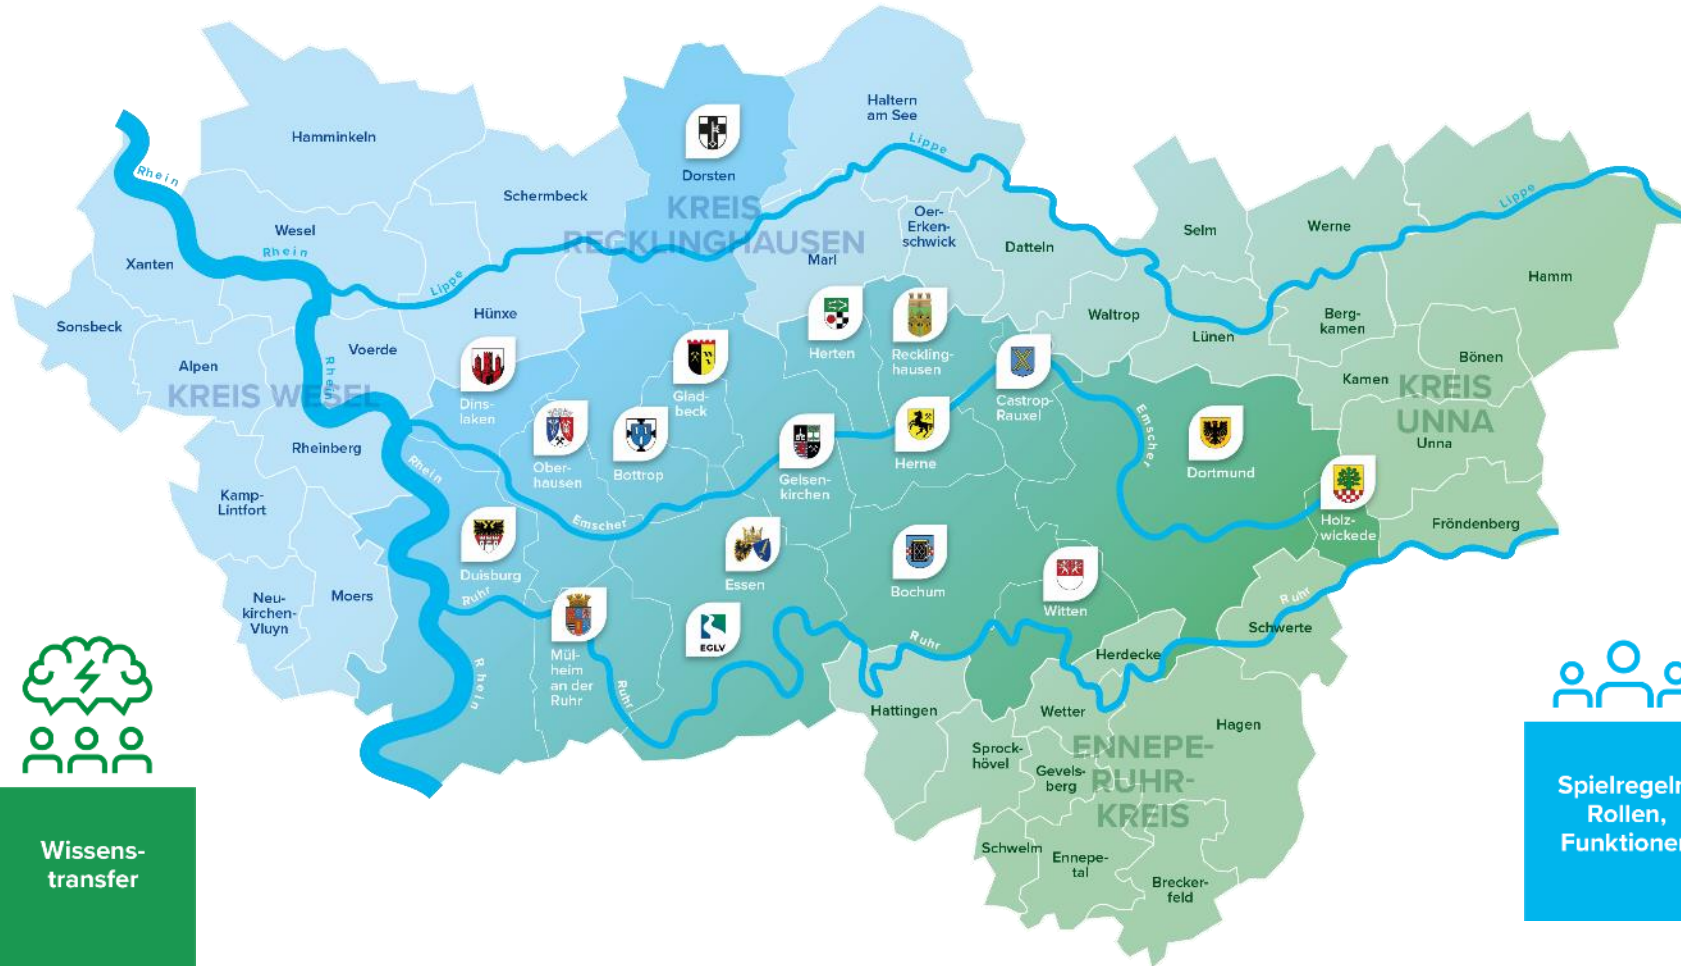 Haltern
am See
Hamminkeln
Lippe
Rhein
Dorsten
Schermbeck
Lippe
KREIS
RECKLINGHAUSEN
Oer-
Erken-
schwick
Wesel
Rhein
Selm
Werne
Datteln
Xanten
Marl
Hamm
Lippe
Hünxe
Waltrop
Berg-
kamen
Sonsbeck
Lünen
Voerde
Herten
Reckling-
hausen
Bönen
Alpen
Rhein
KREIS WESEL
Kamen
KREIS
UNNA
Dins-
laken
Glad-
beck
Castrop-
Rauxel
Emscher
Unna
Rheinberg
Rhein
Ober-
hausen
Bottrop
Gelsen-
kirchen
Herne
Dortmund
Kamp-
Lintfort
Emscher
Holz-
wickede
Fröndenberg
Duisburg
Essen
Bochum
Witten
Neu-
kirchen-
Vluyn
Moers
Ruhr
Ruhr
Schwerte
EGLV
Ruhr
Herdecke
Mül-
heim
an der
Ruhr
Rhein
Ruhr
Hattingen
Wetter
Hagen
Sprock-
hövel
ENNEPE-
RUHR-
KREIS
Gevels-
berg
Schwelm
Ennepe-
tal
Brecker-
feld
Wissens-
transfer
Spielregeln
Rollen,
Funktionen